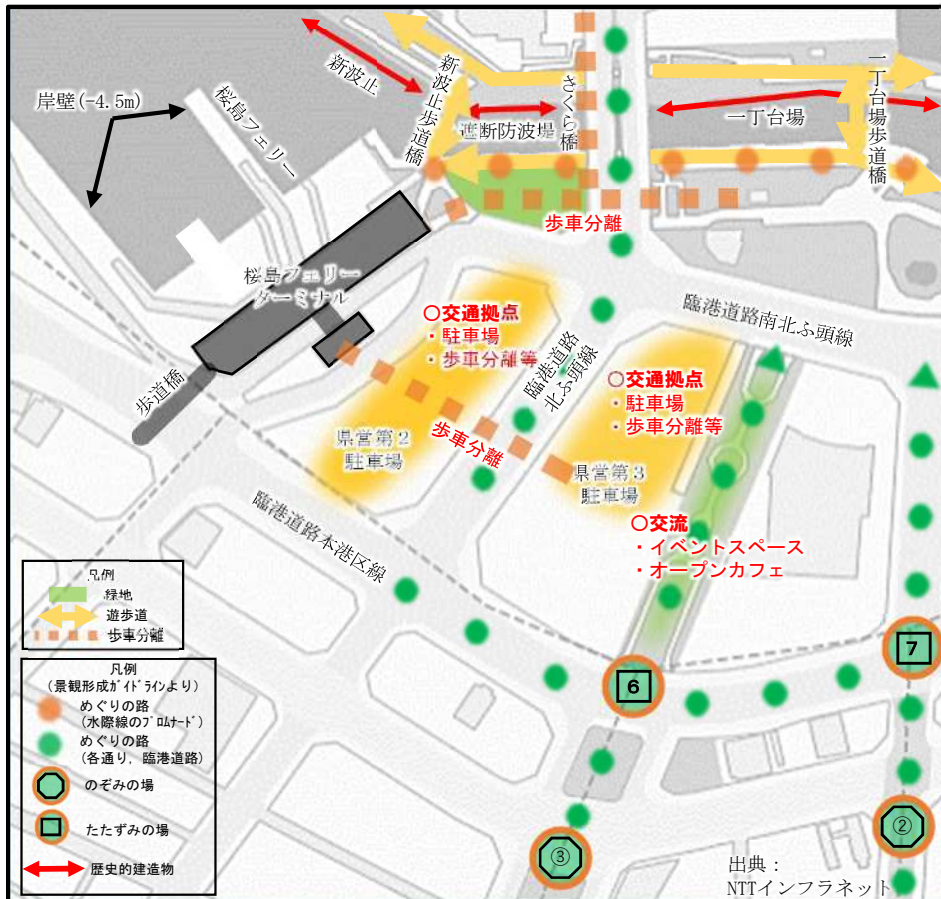 新波止
新波止歩道橋
さくら橋
一丁台場歩道橋
岸壁(-4.5m)
桜島フェリー
遮断防波堤
一丁台場
歩車分離
桜島フェリー
ターミナル
○交通拠点
・駐車場
・歩車分離等
臨港道路
北ふ頭線
臨港道路南北ふ頭線
○交通拠点
・駐車場
・歩車分離等
歩道橋
歩車分離
県営第2
駐車場
県営第3
駐車場
臨港道路本港区線
○交流
・イベントスペース
・オープンカフェ
凡例
緑地
遊歩道
歩車分離
7
6
凡例
(景観形成ガイドラインより)
めぐりの路
(水際線のプロムナード)
めぐりの路
(各通り，臨港道路)
のぞみの場
たたずみの場
歴史的建造物
②
③
出典：
NTTインフラネット